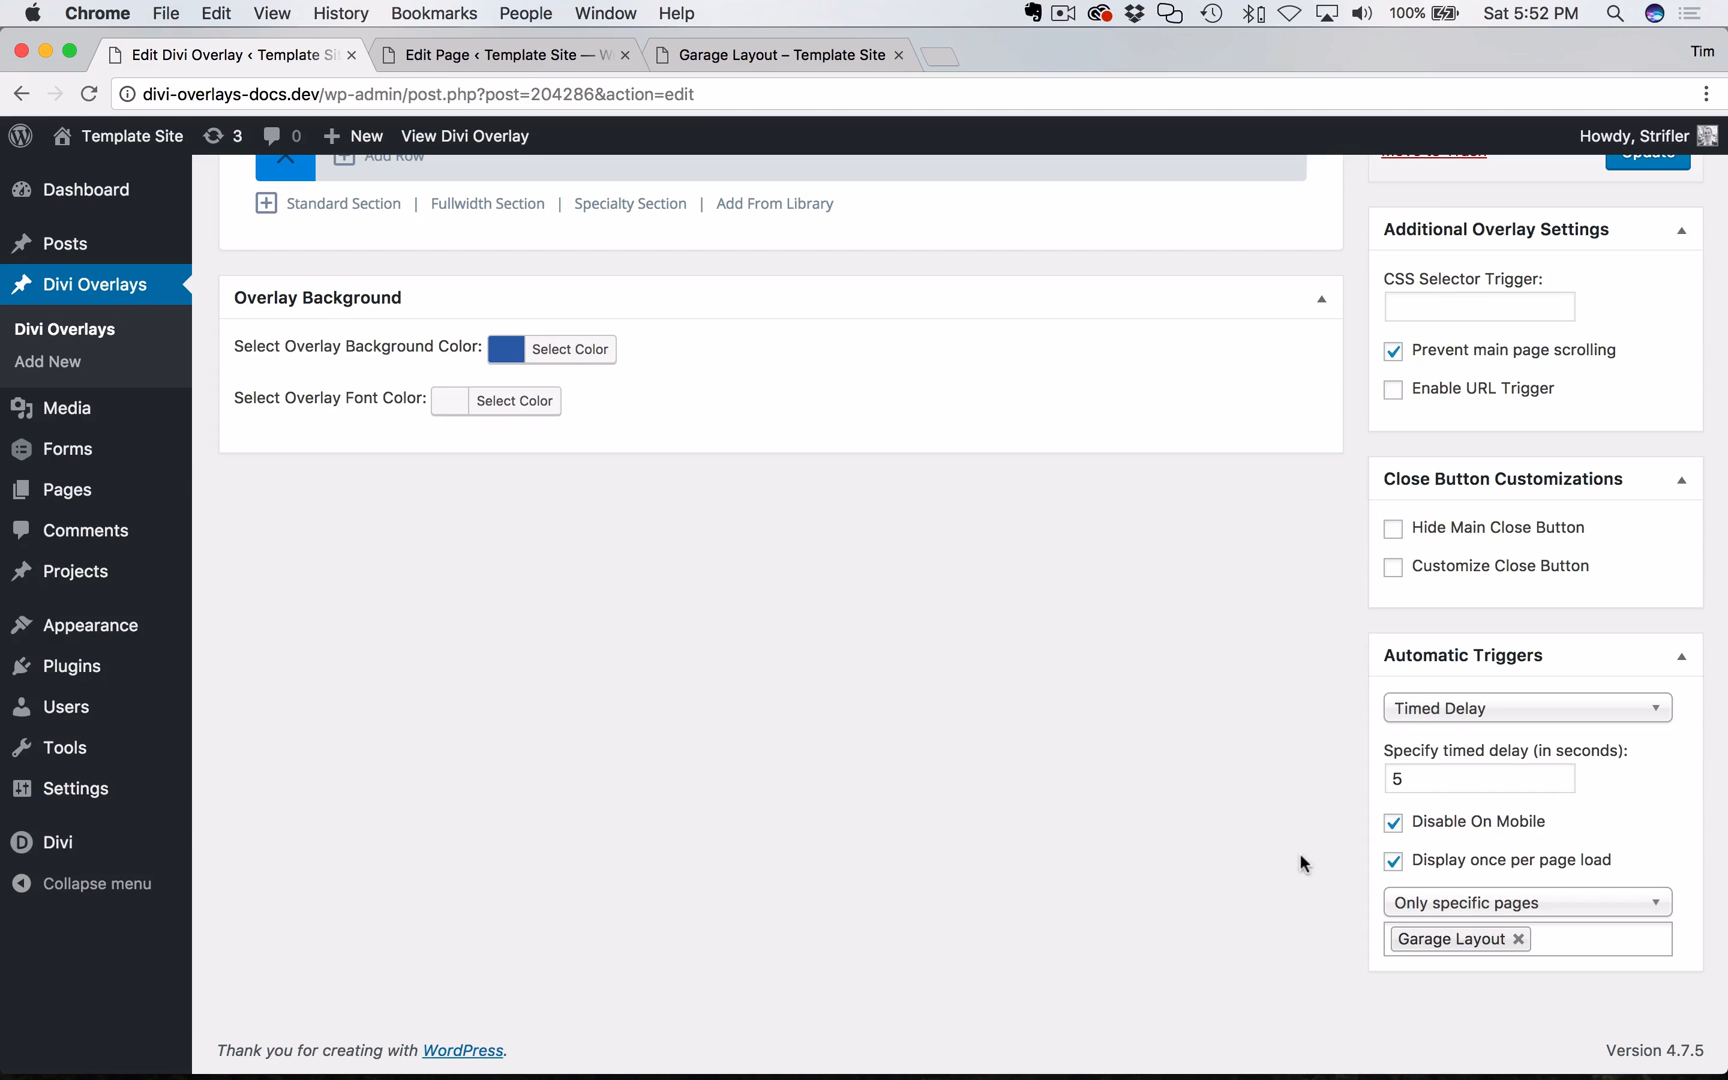 Chrome File Edit View History Bookmarks People Window Help 100% Sat 5:52 PM
Edit Divi Overlay ‹ Template Si × Edit Page ‹ Template Site — W × Garage Layout – Template Site × Tim
divi-overlays-docs.dev/wp-admin/post.php?post=204286&action=edit
Template Site 3 0 + New View Divi Overlay Howdy, Strifler
Dashboard
Posts
Divi Overlays
Divi Overlays
Add New
Media
Forms
Pages
Comments
Projects
Appearance
Plugins
Users
Tools
Settings
Divi
Collapse menu
Add Row
Standard Section | Fullwidth Section | Specialty Section | Add From Library
Overlay Background
Select Overlay Background Color: Select Color
Select Overlay Font Color: Select Color
Move to Trash Update
Additional Overlay Settings
CSS Selector Trigger:
Prevent main page scrolling
Enable URL Trigger
Close Button Customizations
Hide Main Close Button
Customize Close Button
Automatic Triggers
Timed Delay
Specify timed delay (in seconds):
5
Disable On Mobile
Display once per page load
Only specific pages
Garage Layout ×
Thank you for creating with WordPress. Version 4.7.5